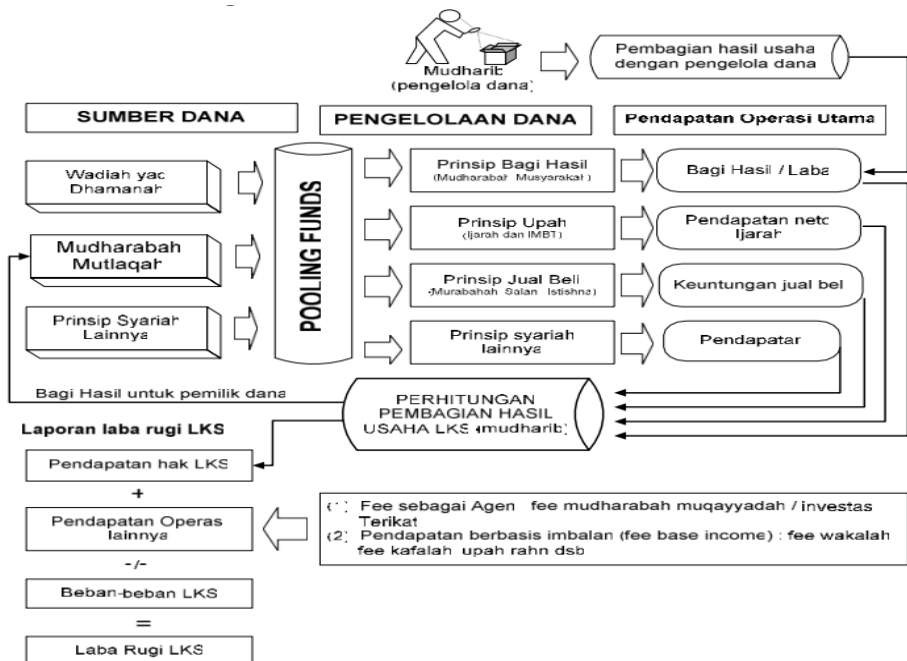 Mudharib
(pengelola dana)
Pembagian hasil usaha
dengan pengelola dana
SUMBER DANA
PENGELOLAAN DANA
Pendapatan Operasi Utama
Wadiah yad
Dhamanah
Mudharabah
Mutlaqah
Prinsip Syariah
Lainnya
POOLING FUNDS
Prinsip Bagi Hasil
(Mudharabah Musyarakah)
Prinsip Upah
(Ijarah dan IMBT)
Prinsip Jual Beli
(Murabahah Salam Istishna)
Prinsip syariah
lainnya
Bagi Hasil / Laba
Pendapatan neto
Ijarah
Keuntungan jual bel
Pendapatan
Bagi Hasil untuk pemilik dana
PERHITUNGAN
PEMBAGIAN HASIL
USAHA LKS (mudharib)
Laporan laba rugi LKS
Pendapatan hak LKS
+
Pendapatan Operas
lainnya
-/-
Beban-beban LKS
=
Laba Rugi LKS
(1) Fee sebagai Agen fee mudharabah muqayyadah / investas
Terikat
(2) Pendapatan berbasis imbalan (fee base income) : fee wakalah
fee kafalah upah rahn dsb